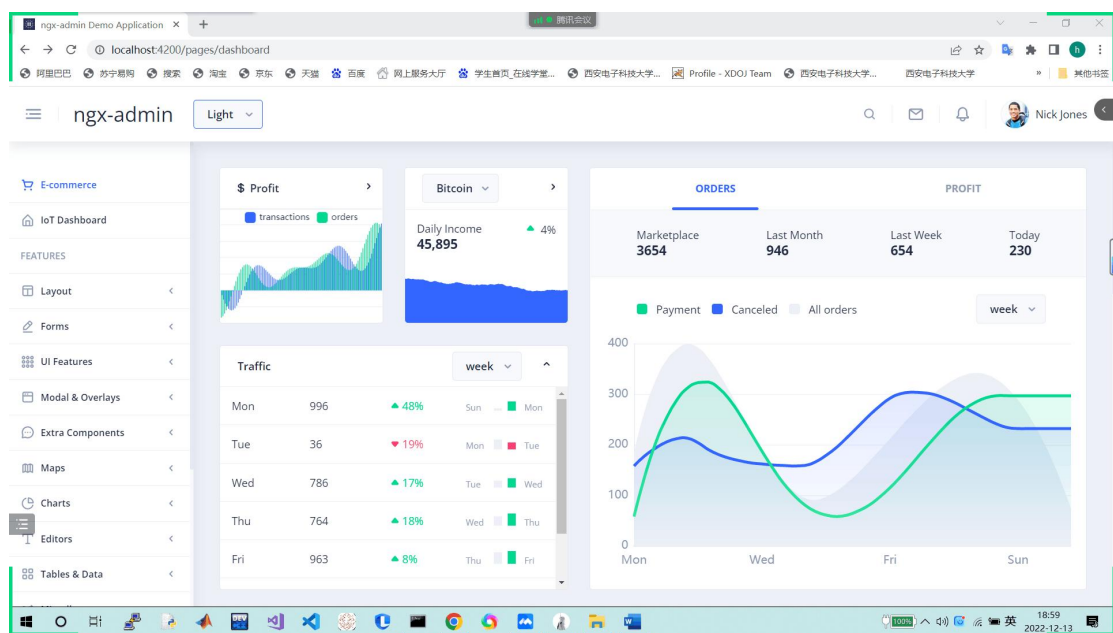 ngx-admin Demo Application
腾讯会议
localhost:4200/pages/dashboard
h
阿里巴巴 苏宁易购 搜索 淘宝 京东 天猫 百度 网上服务大厅 学生首页_在线学堂... 西安电子科技大学... Profile - XDOJ Team 西安电子科技大学... 西安电子科技大学 » 其他书签
ngx-admin Light Nick Jones
E-commerce
IoT Dashboard
FEATURES
Layout
Forms
UI Features
Modal & Overlays
Extra Components
Maps
Charts
Editors
Tables & Data
$ Profit
transactions orders
Bitcoin
Daily Income 4%
45,895
Traffic week
Mon 996 48% Sun Mon
Tue 36 19% Mon Tue
Wed 786 17% Tue Wed
Thu 764 18% Wed Thu
Fri 963 8% Thu Fri
ORDERS PROFIT
Marketplace Last Month Last Week Today
3654 946 654 230
Payment Canceled All orders week
400
300
200
100
0
Mon Wed Fri Sun
DEV
100% 英 18:59
2022-12-13